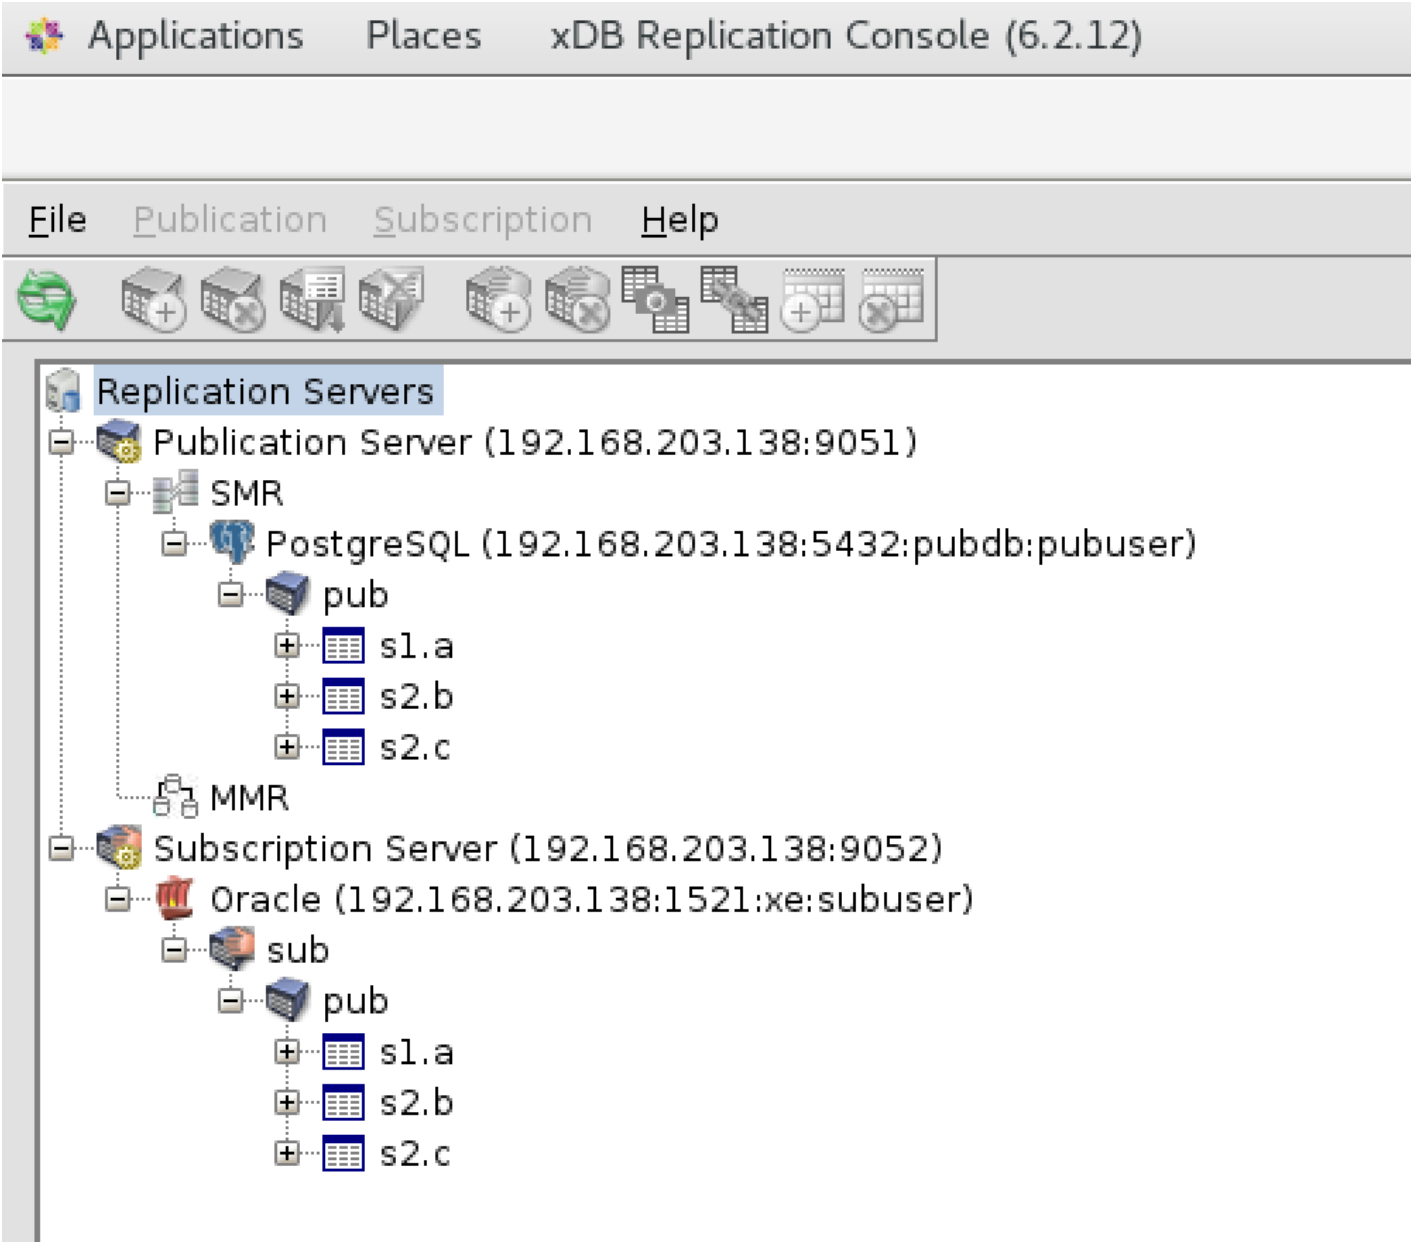 Applications Places xDB Replication Console (6.2.12)
File Publication Subscription Help
Replication Servers
Publication Server (192.168.203.138:9051)
SMR
PostgreSQL (192.168.203.138:5432:pubdb:pubuser)
pub
s1.a
s2.b
s2.c
MMR
Subscription Server (192.168.203.138:9052)
Oracle (192.168.203.138:1521:xe:subuser)
sub
pub
s1.a
s2.b
s2.c